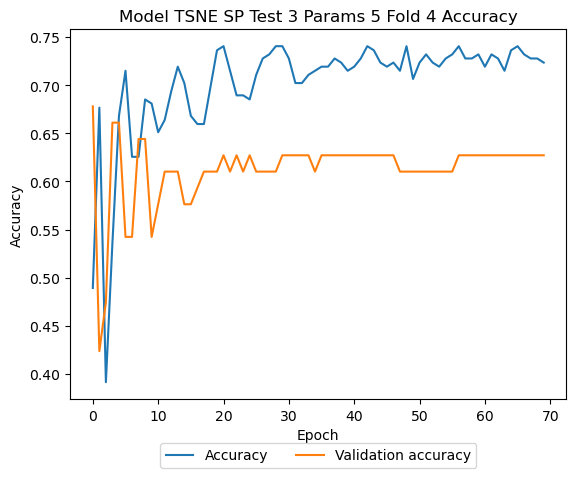 Model TSNE SP Test 3 Params 5 Fold 4 Accuracy
0.75
0.70
0.65
0.60
0.55
0.50
0.45
0.40
Accuracy
0 10 20 30 40 50 60 70
Epoch
Accuracy Validation accuracy